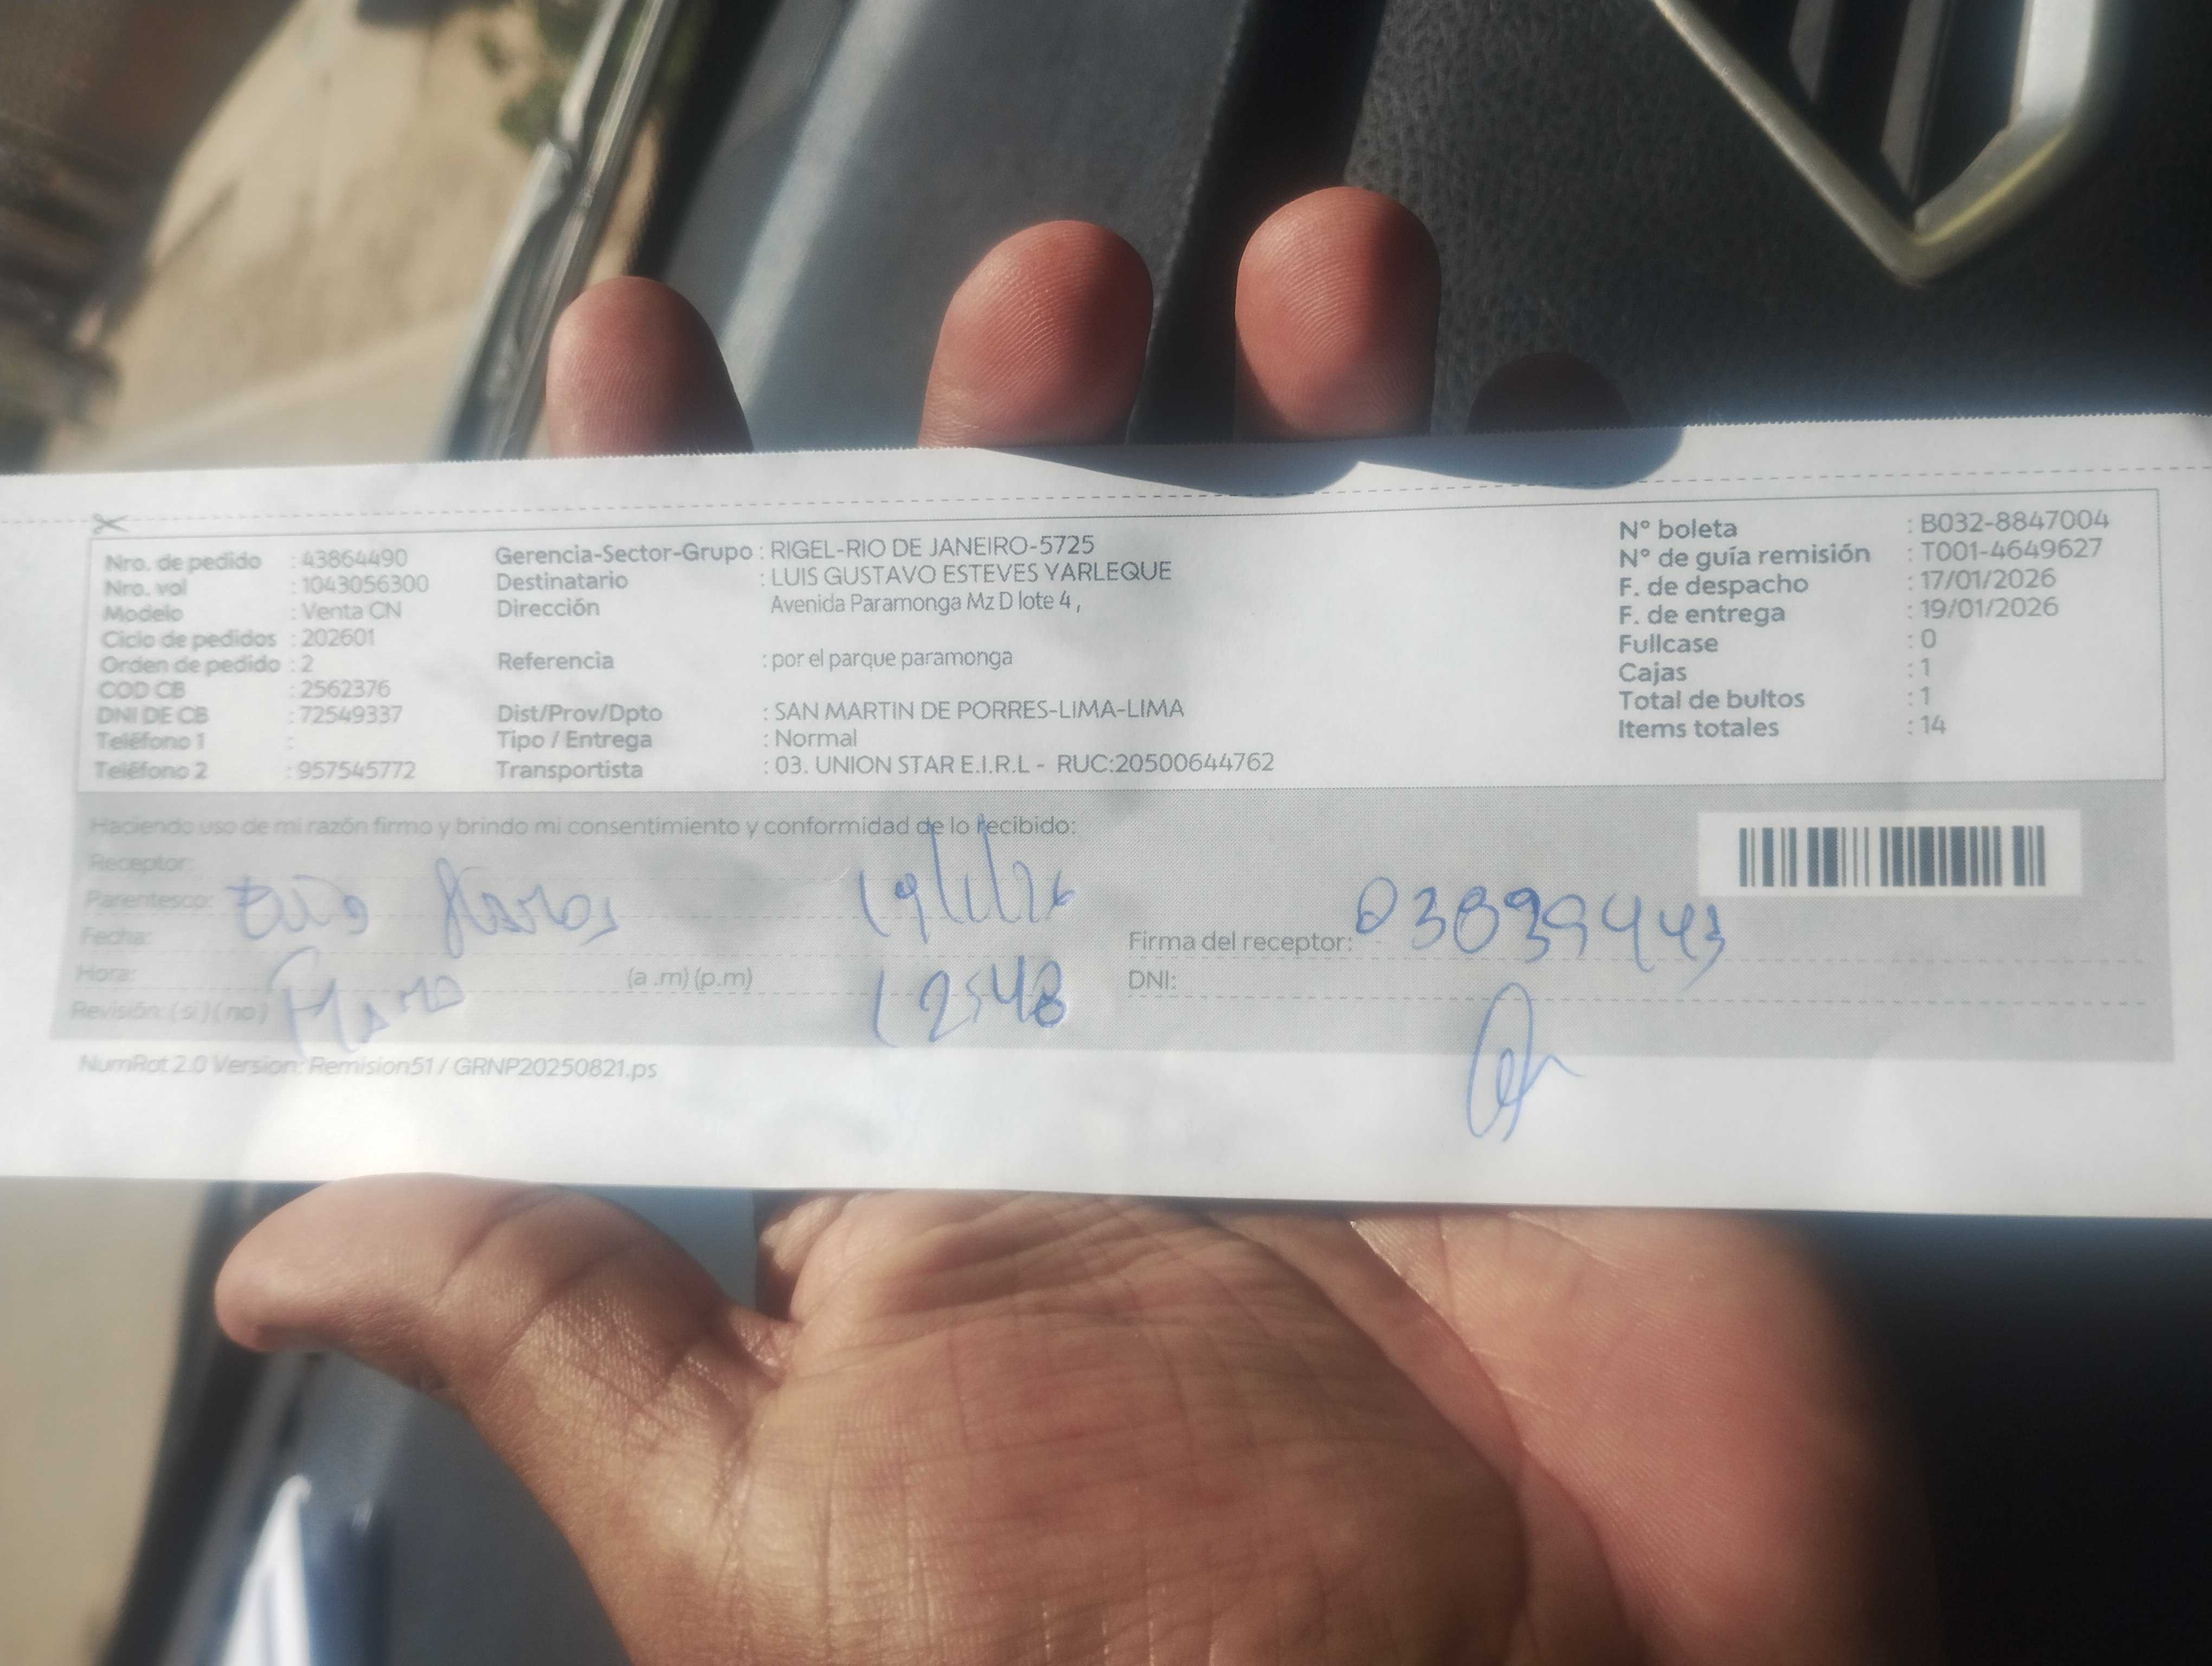 Nro. de pedido : 43864490
Nro. vol : 1043056300
Modelo : Venta CN
Ciclo de pedidos : 202601
Orden de pedido : 2
COD CB : 2562376
DNI DE CB : 72549337
Teléfono 1 :
Teléfono 2 : 957545772
Gerencia-Sector-Grupo : RIGEL-RIO DE JANEIRO-5725
Destinatario : LUIS GUSTAVO ESTEVES YARLEQUE
Dirección Avenida Paramonga Mz D lote 4 ,
Referencia : por el parque paramonga
Dist/Prov/Dpto : SAN MARTIN DE PORRES-LIMA-LIMA
Tipo / Entrega : Normal
Transportista : 03. UNION STAR E.I.R.L - RUC:20500644762
N° boleta : B032-8847004
N° de guía remisión : T001-4649627
F. de despacho : 17/01/2026
F. de entrega : 19/01/2026
Fullcase : 0
Cajas : 1
Total de bultos : 1
Items totales : 14
Haciendo uso de mi razón firmo y brindo mi consentimiento y conformidad de lo recibido:
Receptor:
Parentesco: 19/1/26
Fecha: Firma del receptor: 03839443
Hora: (a .m) (p.m) 12:48 DNI:
Revisión: ( si ) ( no )
NumRot 2.0 Version: Remision51 / GRNP20250821.ps